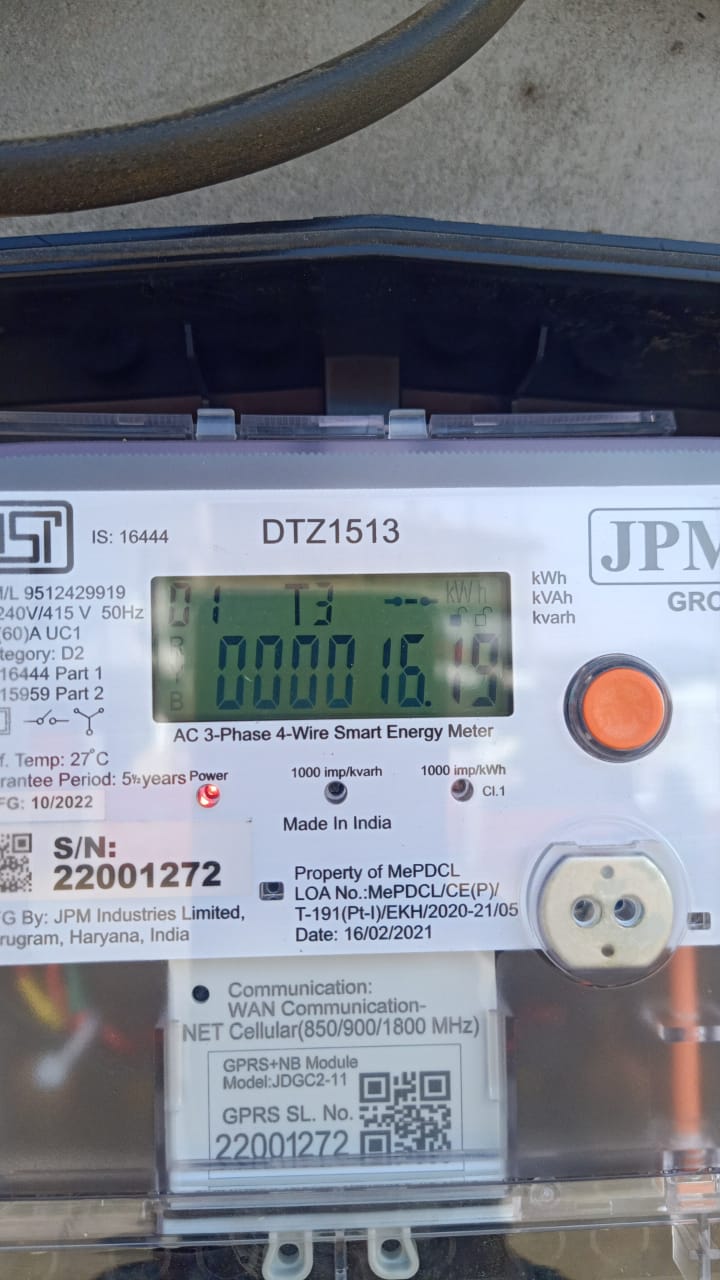 IS: 16444
DTZ1513
JPM
M/L 9512429919
240V/415 V 50Hz
(60)A UC1
tegory: D2
16444 Part 1
15959 Part 2
f. Temp: 27°C
rantee Period: 5½years
FG: 10/2022
01 T3 kWh
R
Y
B
00000016.19
kWh
kVAh
kvarh
GRO
AC 3-Phase 4-Wire Smart Energy Meter
Power
1000 imp/kvarh
1000 imp/kWh
Cl.1
Made In India
S/N:
22001272
G By: JPM Industries Limited,
rugram, Haryana, India
Property of MePDCL
LOA No.:MePDCL/CE(P)/
T-191(Pt-I)/EKH/2020-21/05
Date: 16/02/2021
Communication:
WAN Communication-
NET Cellular(850/900/1800 MHz)
GPRS+NB Module
Model:JDGC2-11
GPRS SL. No.
22001272